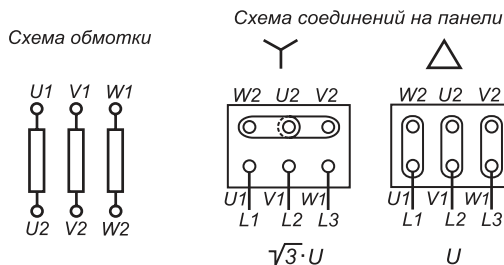 Схема обмотки
U1 V1 W1
U2 V2 W2
Схема соединений на панели
W2 U2 V2
U1 V1 W1
L1 L2 L3
√3·U
W2 U2 V2
U1 V1 W1
L1 L2 L3
U